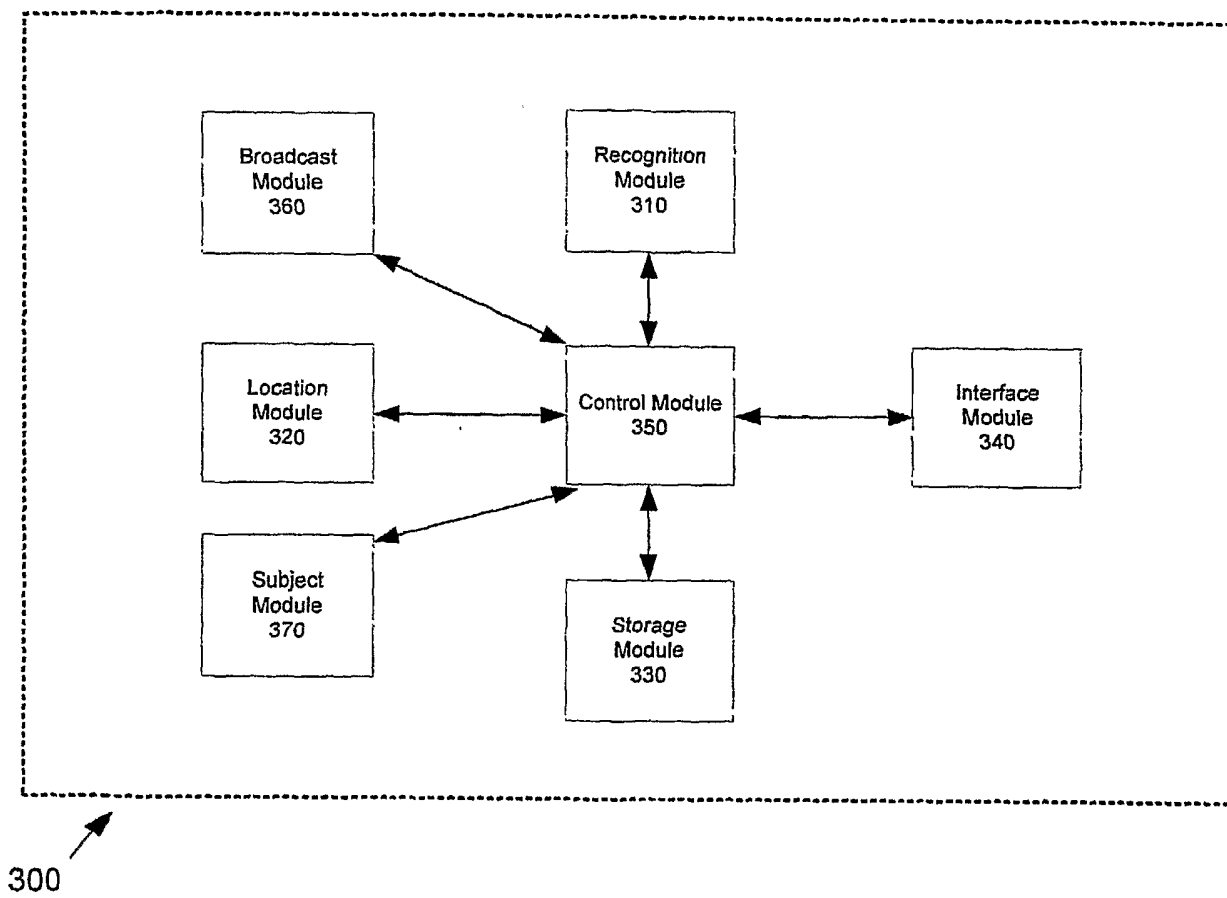 Broadcast
Module
360
Recognition
Module
310
Location
Module
320
Control Module
350
Interface
Module
340
Subject
Module
370
Storage
Module
330
300